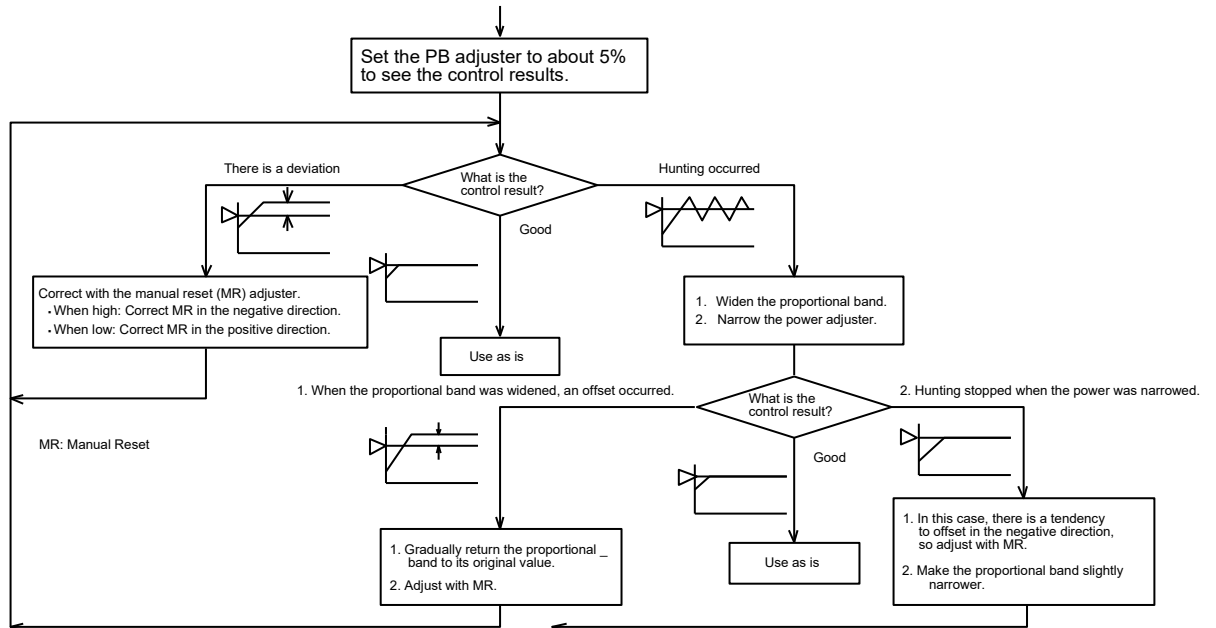 Set the PB adjuster to about 5%
to see the control results.
There is a deviation
What is the
control result?
Hunting occurred
Good
Correct with the manual reset (MR) adjuster.
・When high: Correct MR in the negative direction.
・When low: Correct MR in the positive direction.
1. Widen the proportional band.
2. Narrow the power adjuster.
Use as is
1. When the proportional band was widened, an offset occurred.
What is the
control result?
2. Hunting stopped when the power was narrowed.
MR: Manual Reset
Good
1. Gradually return the proportional _
band to its original value.
2. Adjust with MR.
Use as is
1. In this case, there is a tendency
to offset in the negative direction,
so adjust with MR.
2. Make the proportional band slightly
narrower.